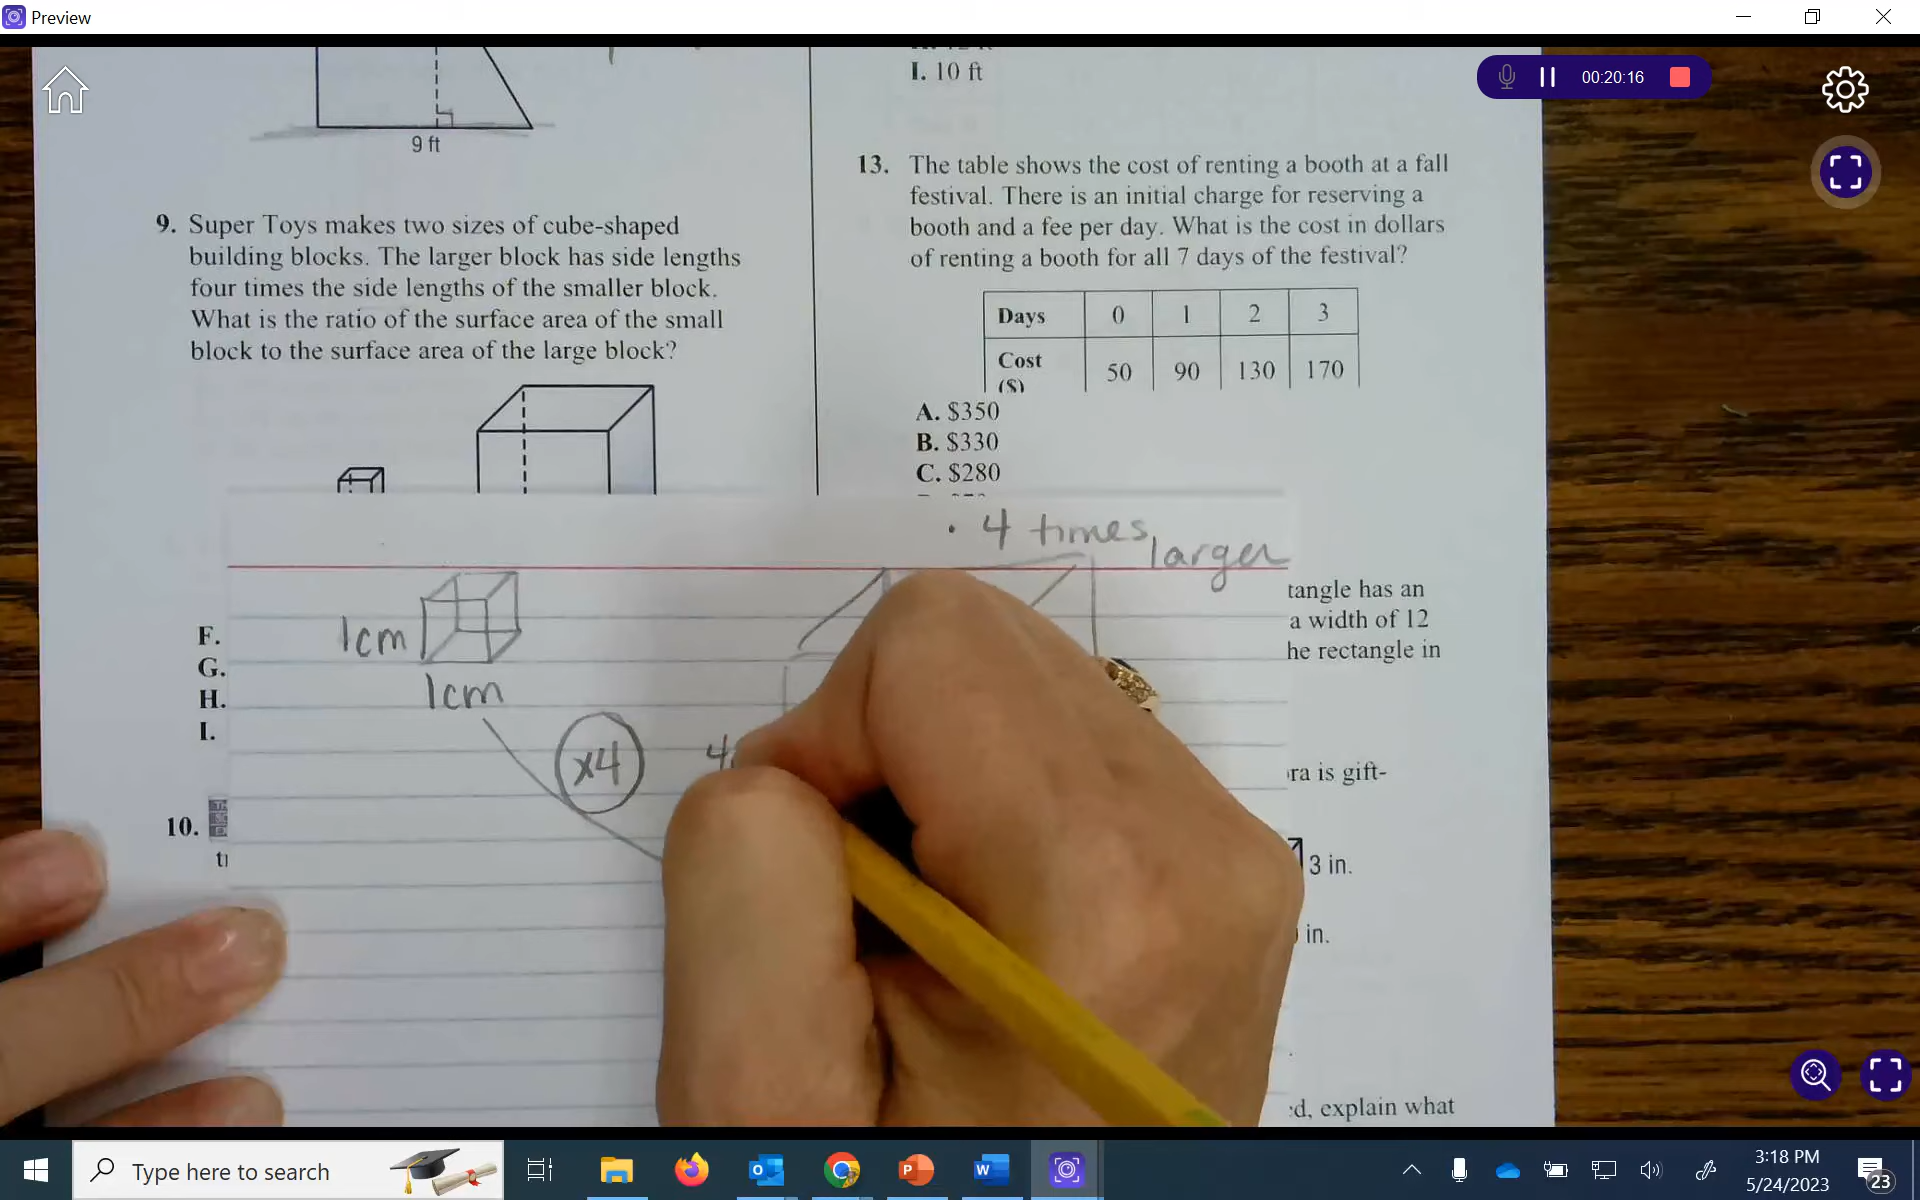 Preview
00:20:16
9 ft
9. Super Toys makes two sizes of cube-shaped
building blocks. The larger block has side lengths
four times the side lengths of the smaller block.
What is the ratio of the surface area of the small
block to the surface area of the large block?
F.
G.
H.
I.
10.
I. 10 ft
13. The table shows the cost of renting a booth at a fall
festival. There is an initial charge for reserving a
booth and a fee per day. What is the cost in dollars
of renting a booth for all 7 days of the festival?
Days 0 1 2 3
Cost 50 90 130 170
($)
A. $350
B. $330
C. $280
. 4 times
larger
1cm
1cm
x4
4
tangle has an
a width of 12
he rectangle in
ra is gift-
3 in.
in.
d, explain what
Type here to search
3:18 PM
5/24/2023
23